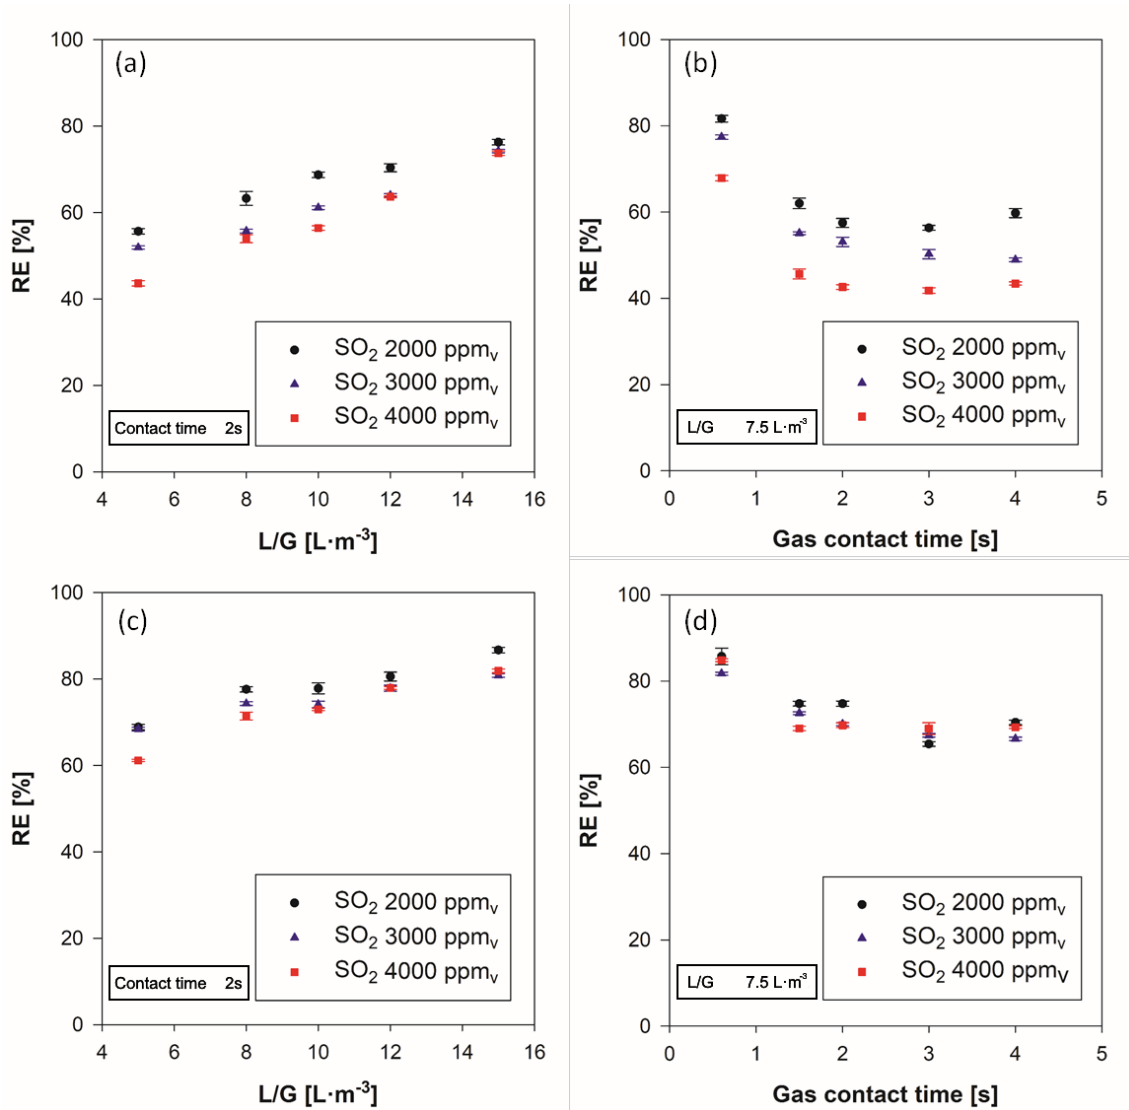 (a)
100
80
60
40
20
0
RE [%]
SO2 2000 ppmv
SO2 3000 ppmv
SO2 4000 ppmv
Contact time 2s
4 6 8 10 12 14 16
L/G [L·m-3]
(b)
100
80
60
40
20
0
RE [%]
SO2 2000 ppmv
SO2 3000 ppmv
SO2 4000 ppmv
L/G 7.5 L·m-3
0 1 2 3 4 5
Gas contact time [s]
(c)
100
80
60
40
20
0
RE [%]
SO2 2000 ppmv
SO2 3000 ppmv
SO2 4000 ppmv
Contact time 2s
4 6 8 10 12 14 16
L/G [L·m-3]
(d)
100
80
60
40
20
0
RE [%]
SO2 2000 ppmv
SO2 3000 ppmv
SO2 4000 ppmv
L/G 7.5 L·m-3
0 1 2 3 4 5
Gas contact time [s]